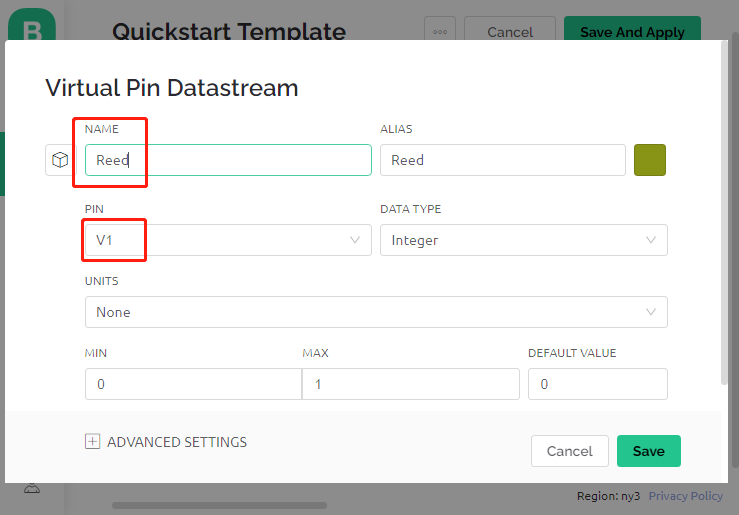 B
Quickstart Template
Cancel
Save And Apply
Virtual Pin Datastream
NAME
ALIAS
Reed
Reed
PIN
DATA TYPE
V1
Integer
UNITS
None
MIN
MAX
DEFAULT VALUE
0
1
0
ADVANCED SETTINGS
Cancel
Save
Region: ny3
Privacy Policy